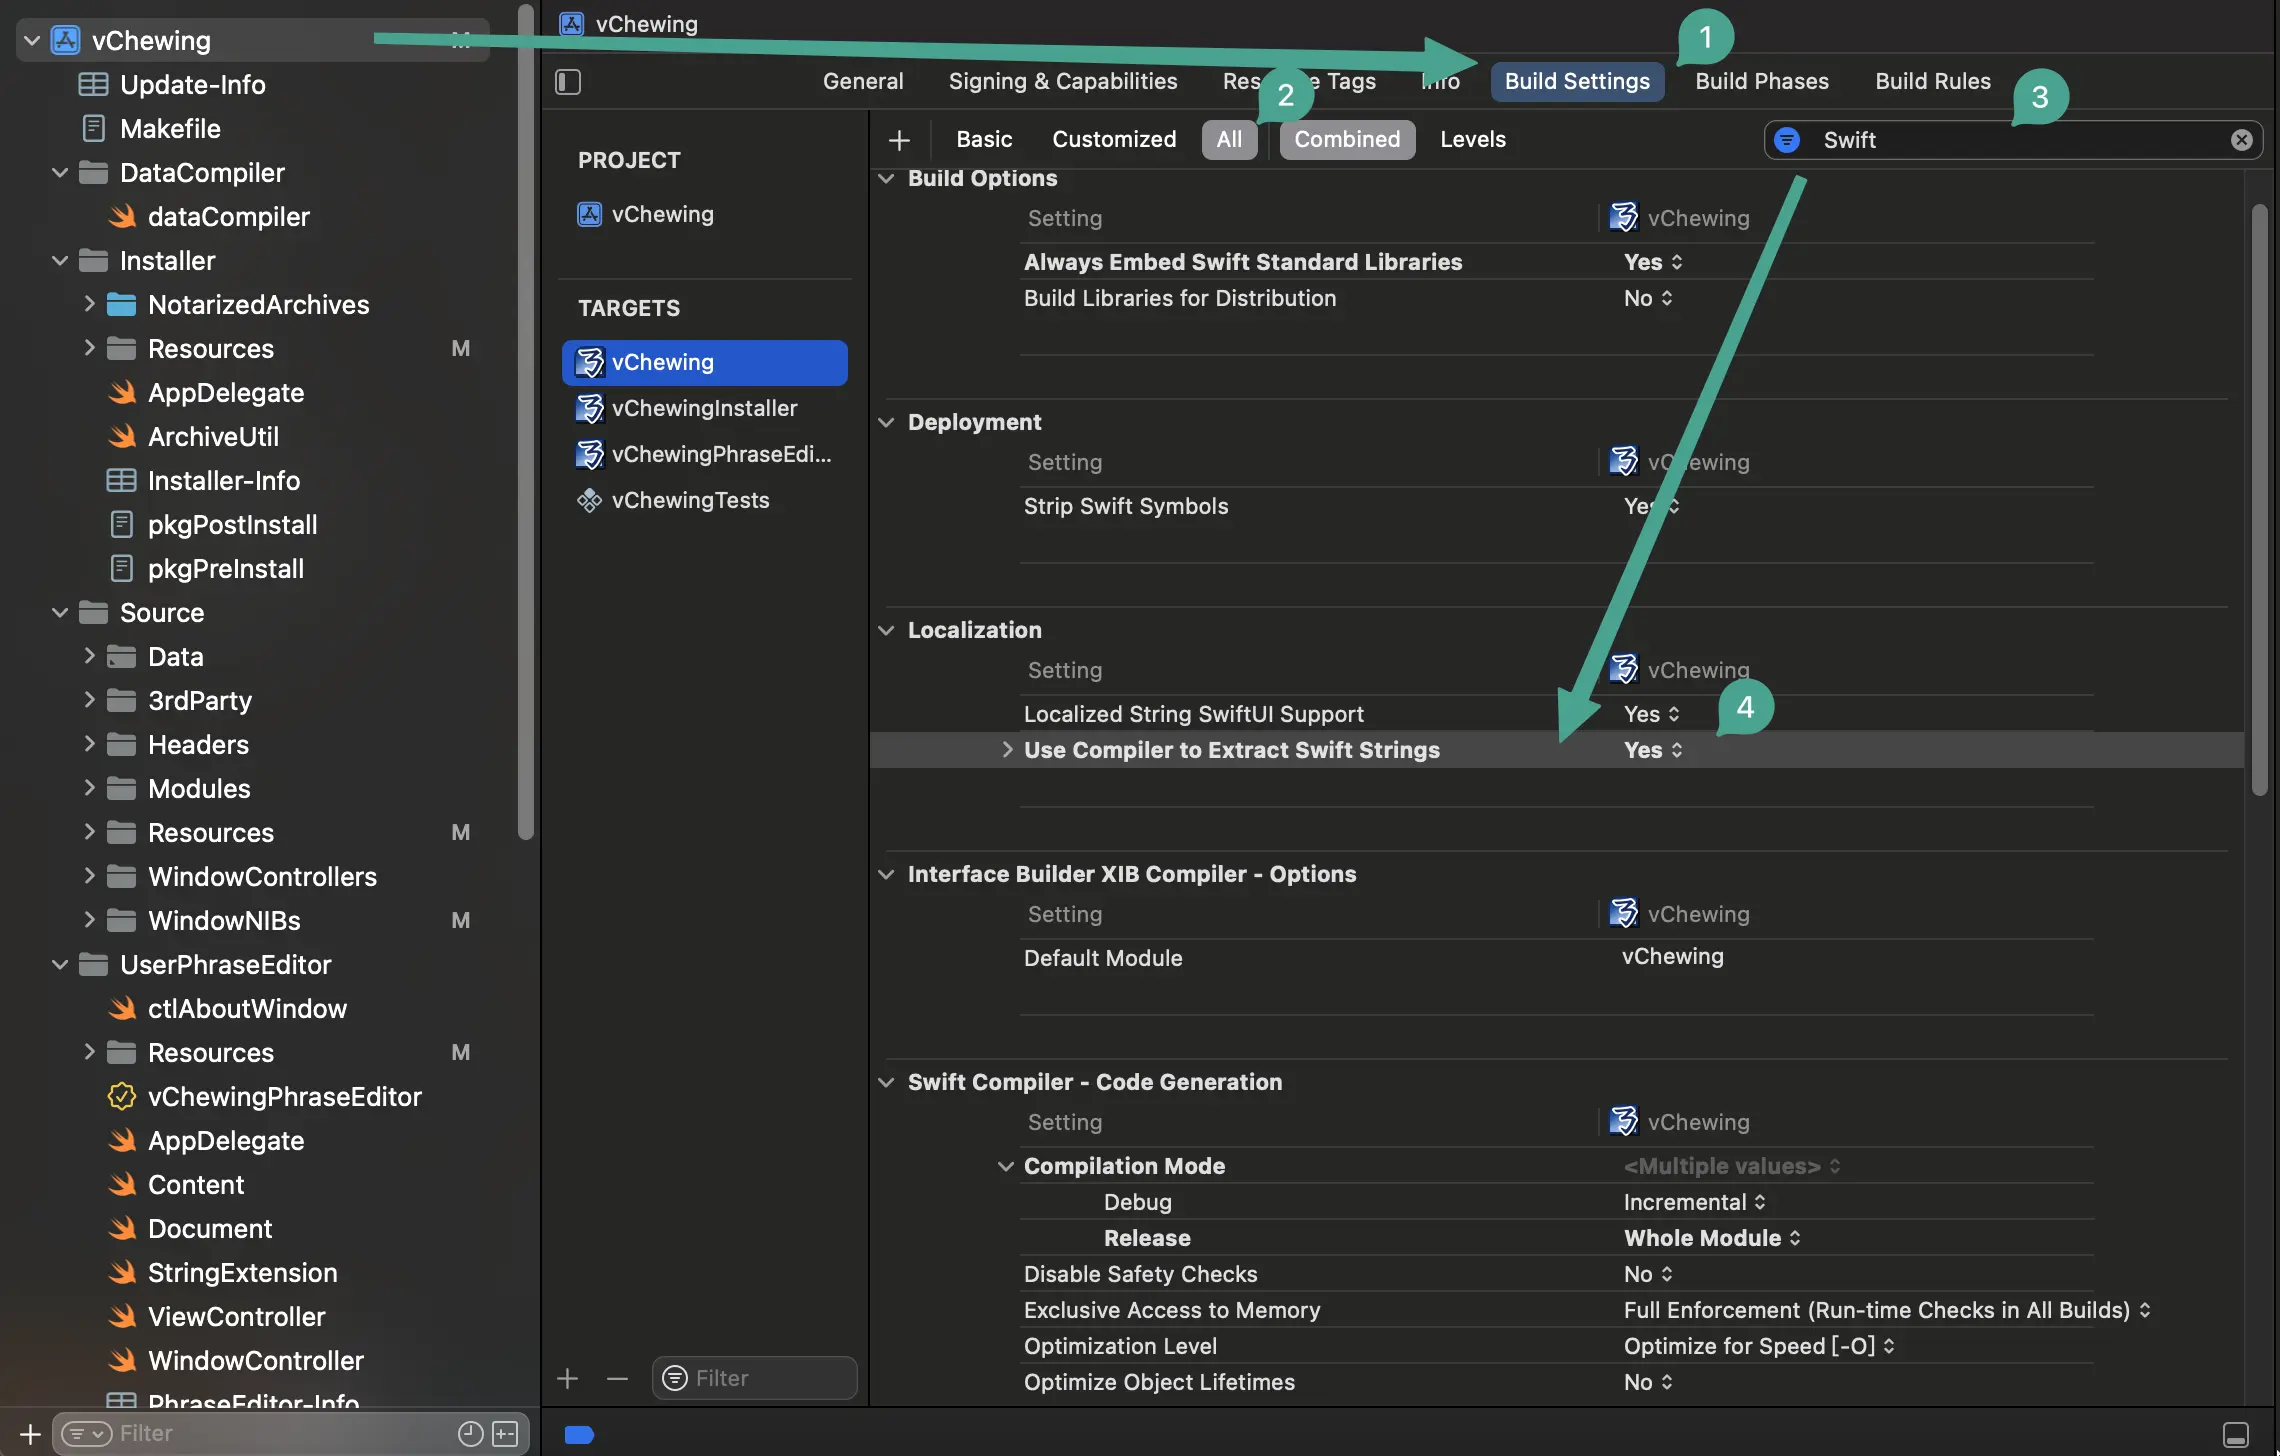 vChewing M
Update-Info
Makefile
DataCompiler
dataCompiler
Installer
NotarizedArchives
Resources M
AppDelegate
ArchiveUtil
Installer-Info
pkgPostInstall
pkgPreInstall
Source
Data
3rdParty
Headers
Modules
Resources M
WindowControllers
WindowNIBs M
UserPhraseEditor
ctlAboutWindow
Resources M
vChewingPhraseEditor
AppDelegate
Content
Document
StringExtension
ViewController
WindowController
PhraseEditor-Info
Filter
vChewing
General Signing & Capabilities Tags Info Build Settings Build Phases Build Rules
1
2
3
Basic Customized All Combined Levels Swift
PROJECT
vChewing
TARGETS
vChewing
vChewingInstaller
vChewingPhraseEdi...
vChewingTests
Filter
Build Options
Setting vChewing
Always Embed Swift Standard Libraries Yes
Build Libraries for Distribution No
Deployment
Setting vChewing
Strip Swift Symbols Yes
Localization
Setting vChewing
Localized String SwiftUI Support Yes
4
Use Compiler to Extract Swift Strings Yes
Interface Builder XIB Compiler - Options
Setting vChewing
Default Module vChewing
Swift Compiler - Code Generation
Setting vChewing
Compilation Mode <Multiple values>
Debug Incremental
Release Whole Module
Disable Safety Checks No
Exclusive Access to Memory Full Enforcement (Run-time Checks in All Builds)
Optimization Level Optimize for Speed [-O]
Optimize Object Lifetimes No